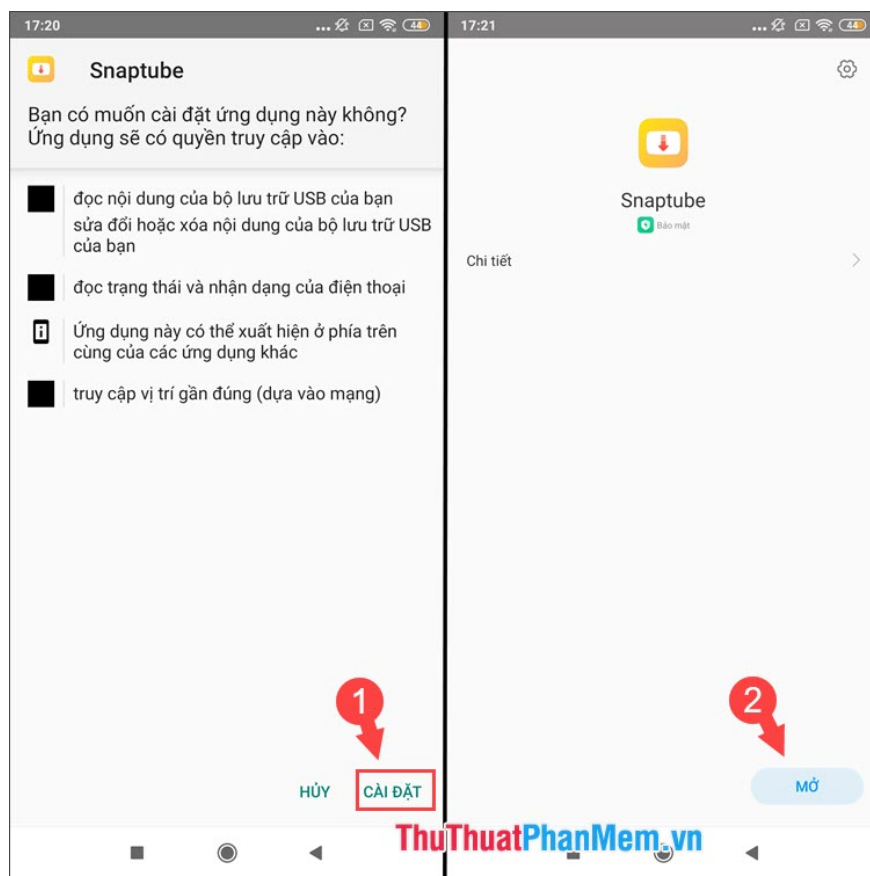 17:20
44
Snaptube
Bạn có muốn cài đặt ứng dụng này không?
Ứng dụng sẽ có quyền truy cập vào:
đọc nội dung của bộ lưu trữ USB của bạn
sửa đổi hoặc xóa nội dung của bộ lưu trữ USB
của bạn
đọc trạng thái và nhận dạng của điện thoại
Ứng dụng này có thể xuất hiện ở phía trên
cùng của các ứng dụng khác
truy cập vị trí gần đúng (dựa vào mạng)
1
HỦY
CÀI ĐẶT
17:21
44
Snaptube
Bảo mật
Chi tiết
2
MỞ
ThuThuatPhanMem.vn